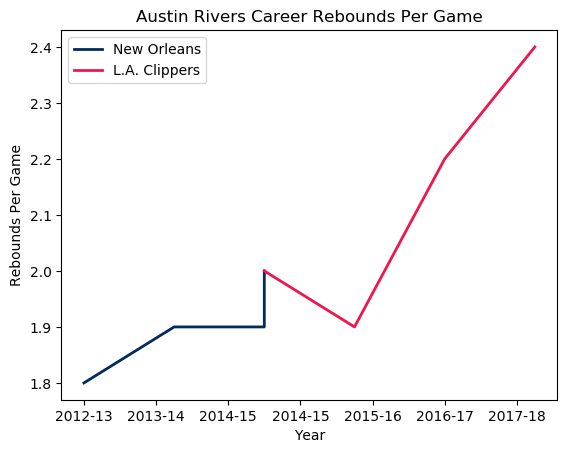 Austin Rivers Career Rebounds Per Game
New Orleans
L.A. Clippers
Rebounds Per Game
2.4
2.3
2.2
2.1
2.0
1.9
1.8
2012-13 2013-14 2014-15 2014-15 2015-16 2016-17 2017-18
Year